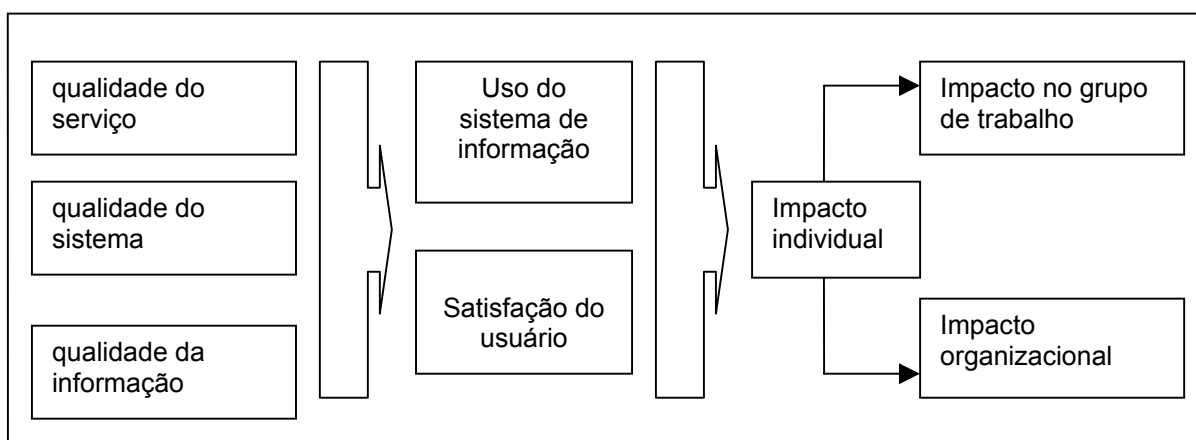 qualidade do
serviço
qualidade do
sistema
qualidade da
informação
Uso do
sistema de
informação
Satisfação do
usuário
Impacto
individual
Impacto no grupo
de trabalho
Impacto
organizacional